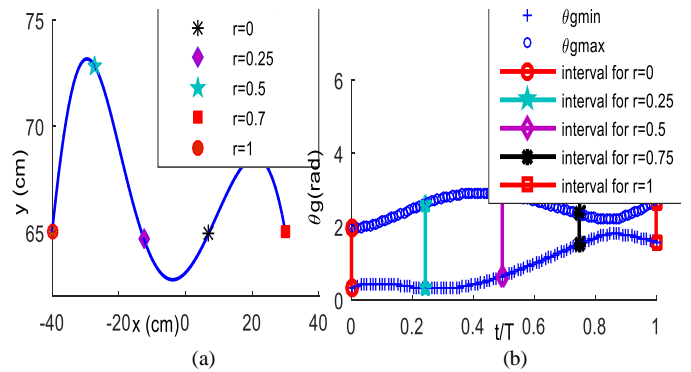 75
70
65
y (cm)
-40
-20
0
20
40
x (cm)
r=0
r=0.25
r=0.5
r=0.7
r=1
(a)
6
4
2
0
θg(rad)
0
0.2
0.4
0.6
0.8
1
t/T
θgmin
θgmax
interval for r=0
interval for r=0.25
interval for r=0.5
interval for r=0.75
interval for r=1
(b)